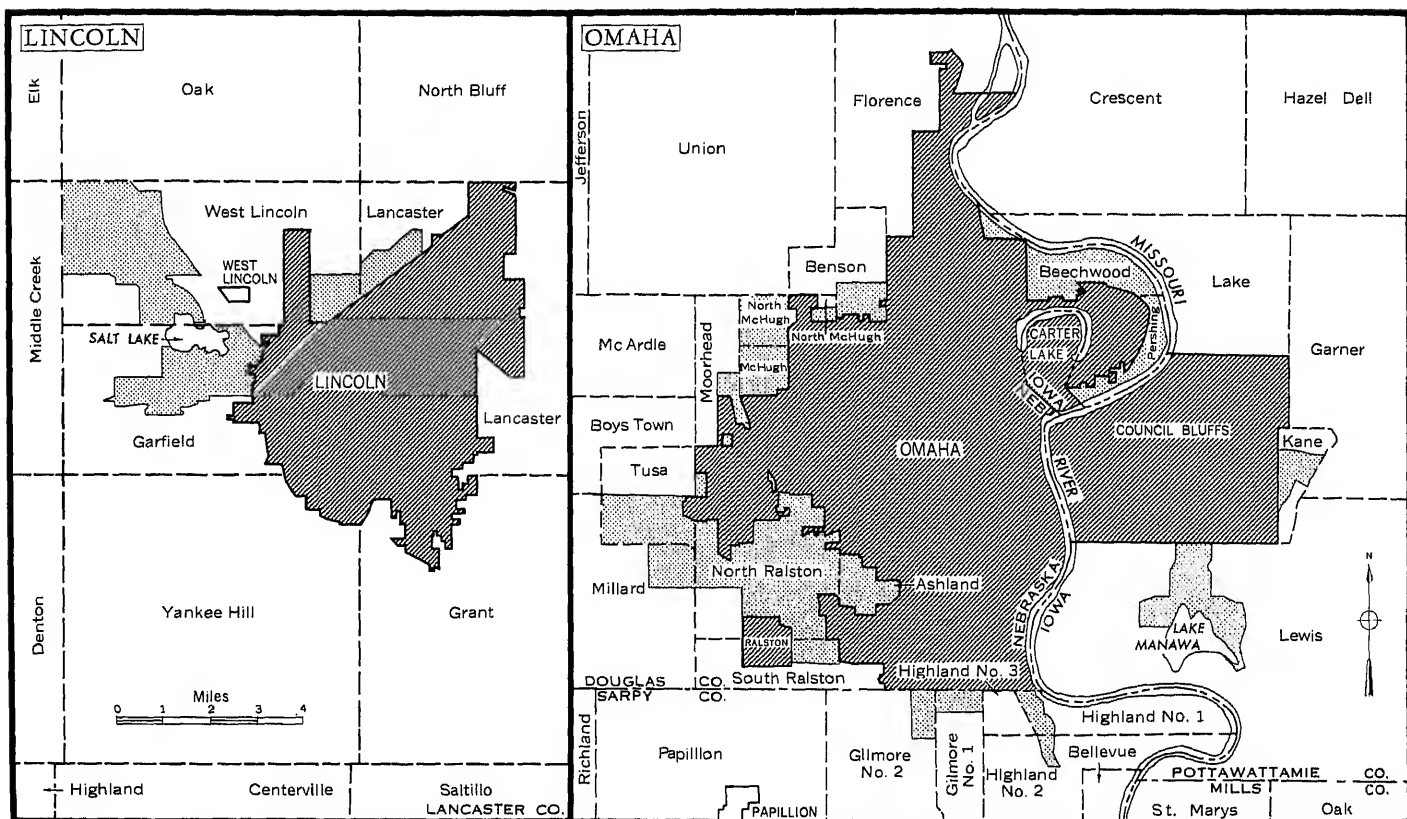 LINCOLN
Elk
Oak
North Bluff
Middle Creek
West Lincoln
Lancaster
WEST
LINCOLN
SALT LAKE
LINCOLN
Lancaster
Garfield
Denton
Yankee Hill
Grant
Miles
0 1 2 3 4
Highland
Centerville
Saltillo
LANCASTER CO.
OMAHA
Jefferson
Union
Florence
Crescent
Hazel Dell
Benson
MISSOURI
Beechwood
Lake
North
McHugh
North McHugh
Pershing
Mc Ardle
Moorhead
CARTER
LAKE
Garner
McHugh
IOWA
NEB
Boys Town
OMAHA
COUNCIL BLUFFS
Kane
Tusa
RIVER
Millard
North Ralston
Ashland
NEBRASKA
IOWA
N
LAKE
MANAWA
Lewis
RALSTON
Highland No. 3
South Ralston
DOUGLAS CO.
SARPY CO.
Richland
Papillion
Gilmore
No. 2
Gilmore
No. 1
Highland
No. 2
Highland No. 1
Bellevue
POTTAWATTAMIE CO.
MILLS CO.
PAPILLION
St. Marys
Oak